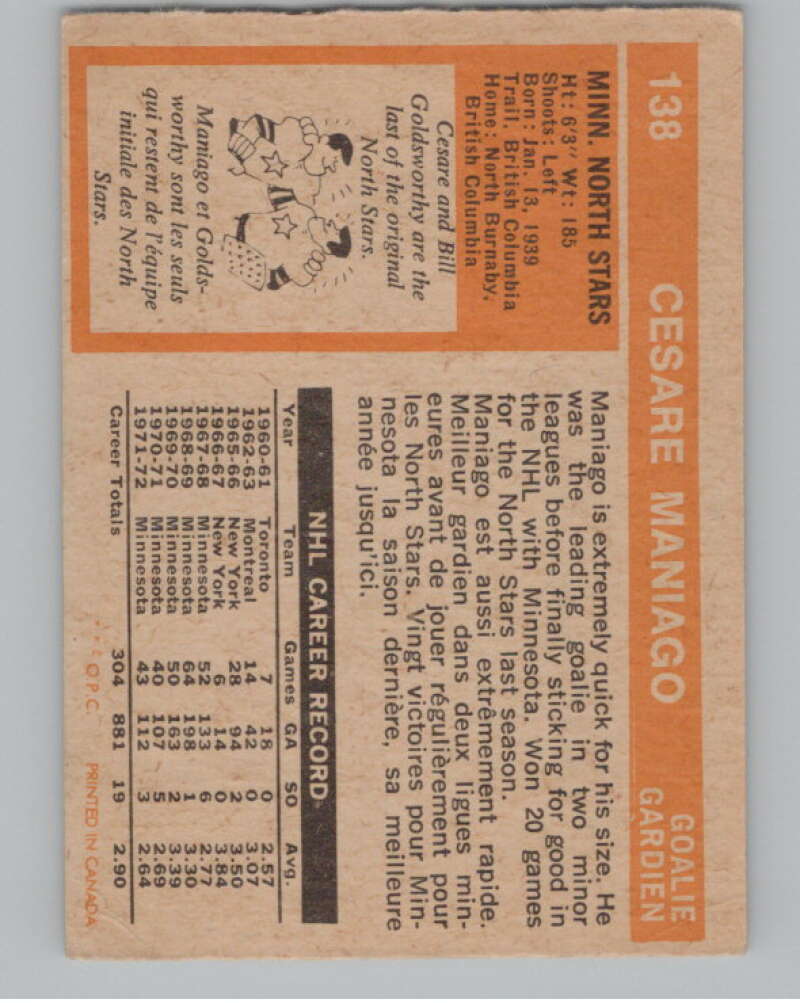 138 CESARE MANIAGO GOALIE
GARDIEN
MINN. NORTH STARS
Ht: 6'3" Wt: 185
Shoots: Left
Born: Jan. 13, 1939
Trail, British Columbia
Home: North Burnaby,
British Columbia
Cesare and Bill
Goldsworthy are the
last of the original
North Stars.
Maniago et Golds-
worthy sont les seuls
qui restent de l'équipe
initiale des North
Stars.
Maniago is extremely quick for his size. He
was the leading goalie in two minor
leagues before finally sticking for good in
the NHL with Minnesota. Won 20 games
for the North Stars last season.
Maniago est aussi extrêmement rapide.
Meilleur gardien dans deux ligues min-
eures avant de jouer régulièrement pour
les North Stars. Vingt victoires pour Min-
nesota la saison dernière, sa meilleure
année jusqu'ici.
NHL CAREER RECORD
Year Team Games GA SO Avg.
1960-61 Toronto 7 18 0 2.57
1962-63 Montreal 14 42 0 3.07
1965-66 New York 28 94 2 3.50
1966-67 New York 6 14 0 3.84
1967-68 Minnesota 52 133 6 2.77
1968-69 Minnesota 64 198 1 3.30
1969-70 Minnesota 50 163 2 3.39
1970-71 Minnesota 40 107 5 2.69
1971-72 Minnesota 43 112 3 2.64
Career Totals 304 881 19 2.90
O.P.C. PRINTED IN CANADA